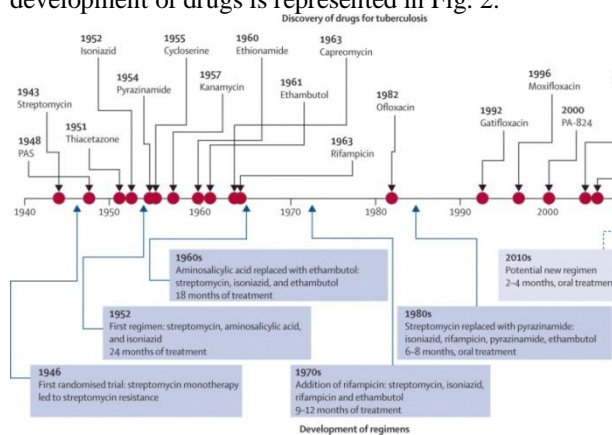 development of drugs is represented in Fig. 2.
Discovery of drugs for tuberculosis
1952
Isoniazid
1955
Cycloserine
1960
Ethionamide
1963
Capreomycin
1943
Streptomycin
1954
Pyrazinamide
1957
Kanamycin
1961
Ethambutol
1982
Ofloxacin
1996
Moxifloxacin
1948
PAS
1951
Thiacetazone
1963
Rifampicin
1992
Gatifloxacin
2000
PA-824
1940
1950
1960
1970
1980
1990
2000
1960s
Aminosalicylic acid replaced with ethambutol:
streptomycin, isoniazid, and ethambutol
18 months of treatment
2010s
Potential new regimen
2–4 months, oral treatment
1952
First regimen: streptomycin, aminosalicylic acid,
and isoniazid
24 months of treatment
1980s
Streptomycin replaced with pyrazinamide:
isoniazid, rifampicin, pyrazinamide, ethambutol
6–8 months, oral treatment
1946
First randomised trial: streptomycin monotherapy
led to streptomycin resistance
1970s
Addition of rifampicin: streptomycin, isoniazid,
rifampicin and ethambutol
9–12 months of treatment
Development of regimens